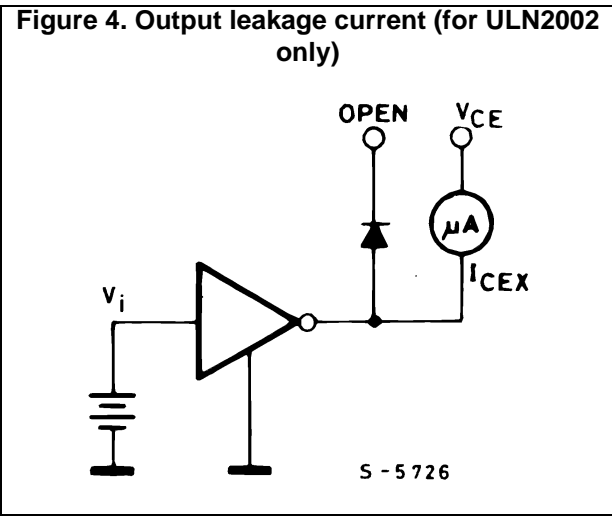 Figure 4. Output leakage current (for ULN2002
only)
OPEN
VCE
μA
ICEX
Vi
S-5726